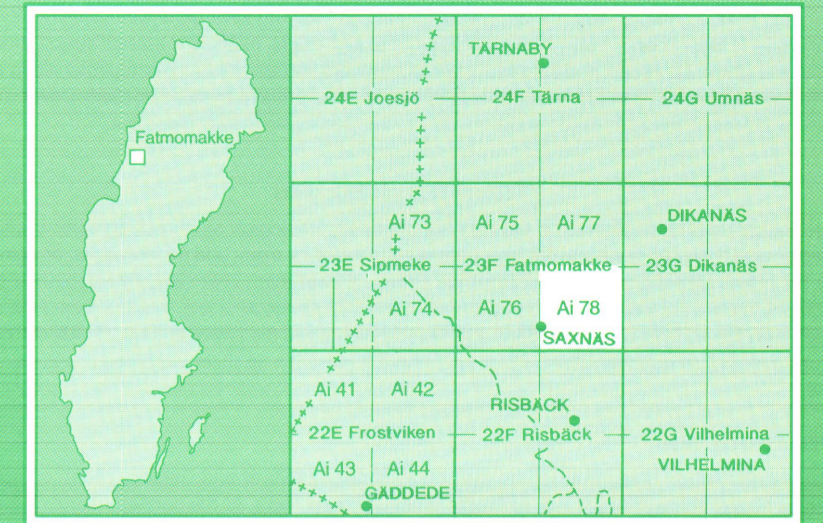 Fatmomakke
TÄRNABY
24E Joesjö
24F Tärna
24G Umnäs
Ai 73
Ai 75
Ai 77
DIKANÄS
23E Sipmeke
23F Fatmomakke
23G Dikanäs
Ai 74
Ai 76
Ai 78
SAXNÄS
Ai 41
Ai 42
RISBÄCK
22E Frostviken
22F Risbäck
22G Vilhelmina
Ai 43
Ai 44
VILHELMINA
GÄDDEDE